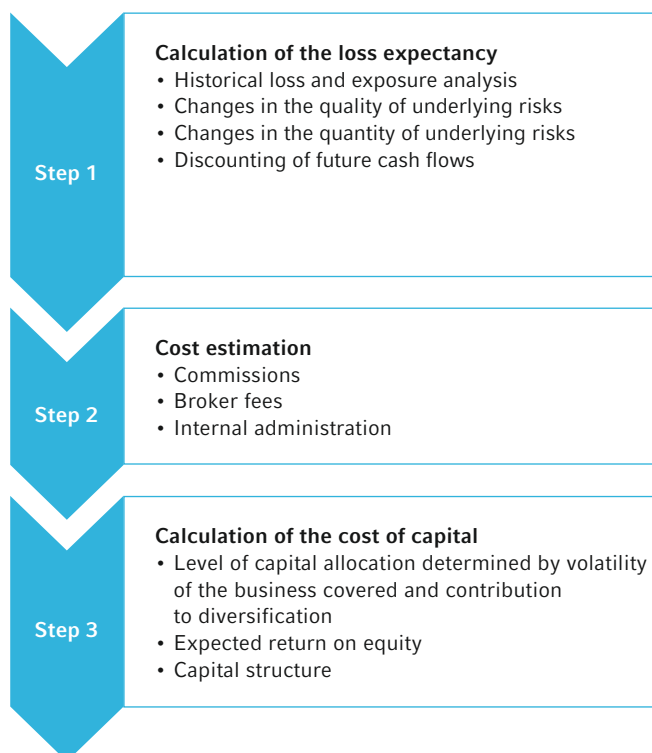 Step 1
Calculation of the loss expectancy
• Historical loss and exposure analysis
• Changes in the quality of underlying risks
• Changes in the quantity of underlying risks
• Discounting of future cash flows
Step 2
Cost estimation
• Commissions
• Broker fees
• Internal administration
Step 3
Calculation of the cost of capital
• Level of capital allocation determined by volatility
of the business covered and contribution
to diversification
• Expected return on equity
• Capital structure